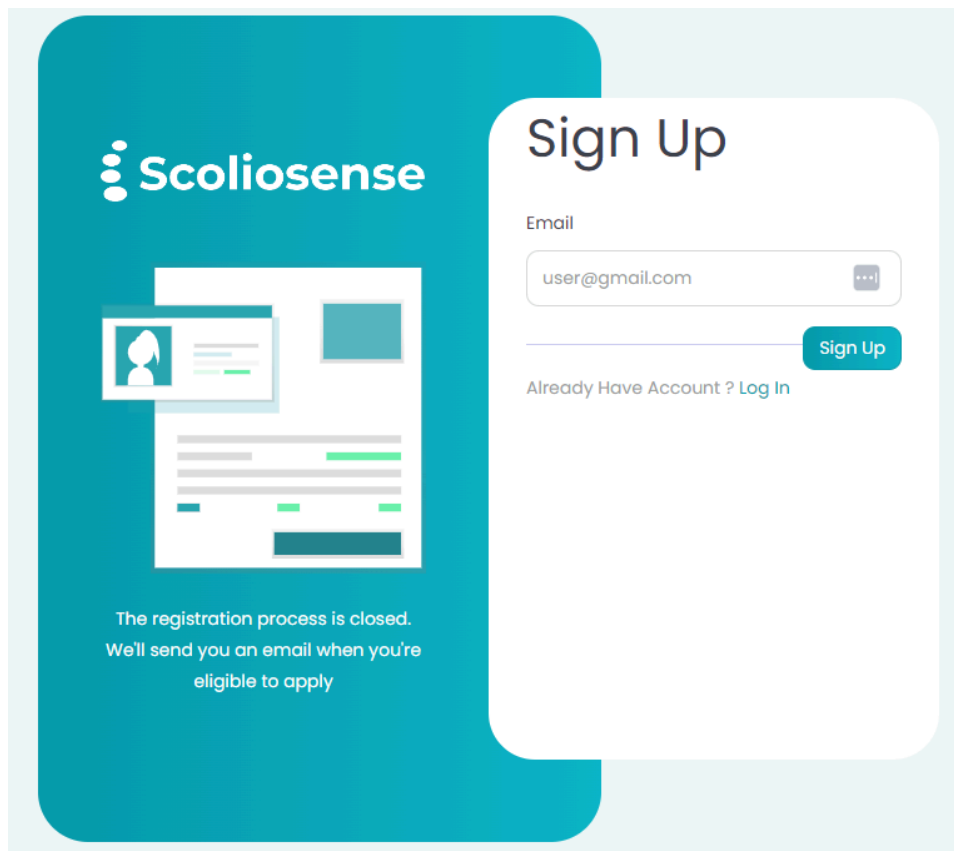 Scoliosense
The registration process is closed.
We'll send you an email when you're
eligible to apply
Sign Up
Email
user@gmail.com
Sign Up
Already Have Account ? Log In